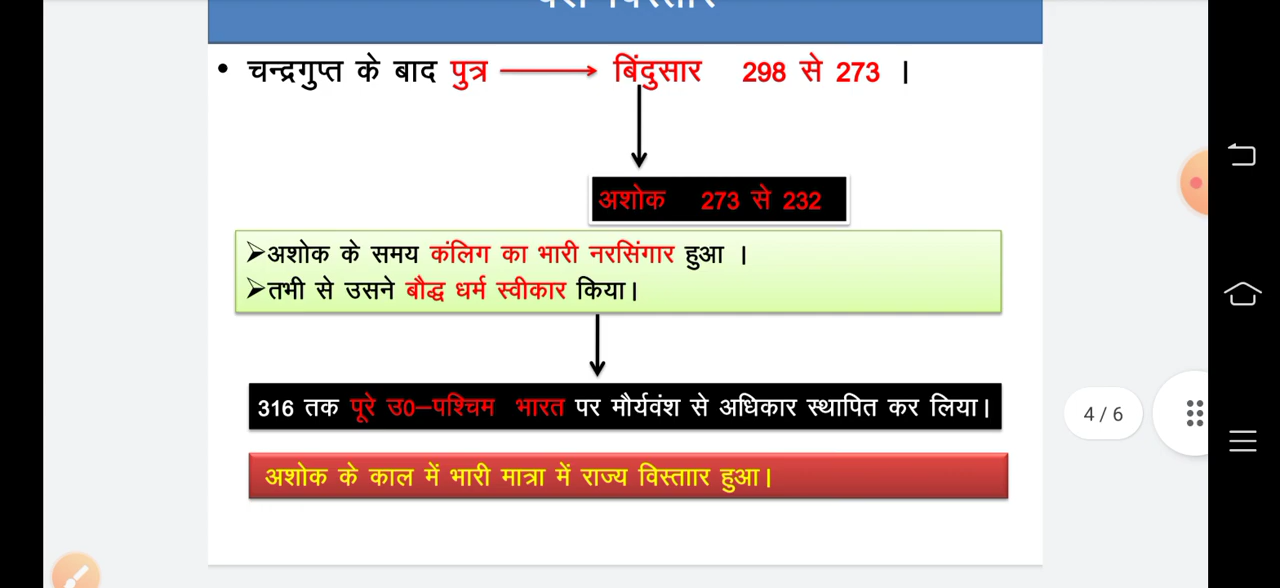 वंश विस्तार
• चन्द्रगुप्त के बाद पुत्र → बिंदुसार 298 से 273 ।
अशोक 273 से 232
➢अशोक के समय कंलिग का भारी नरसिंगार हुआ ।
➢तभी से उसने बौद्ध धर्म स्वीकार किया।
316 तक पूरे उ0–पश्चिम भारत पर मौर्यवंश से अधिकार स्थापित कर लिया।
4 / 6
अशोक के काल में भारी मात्रा में राज्य विस्ताार हुआ।